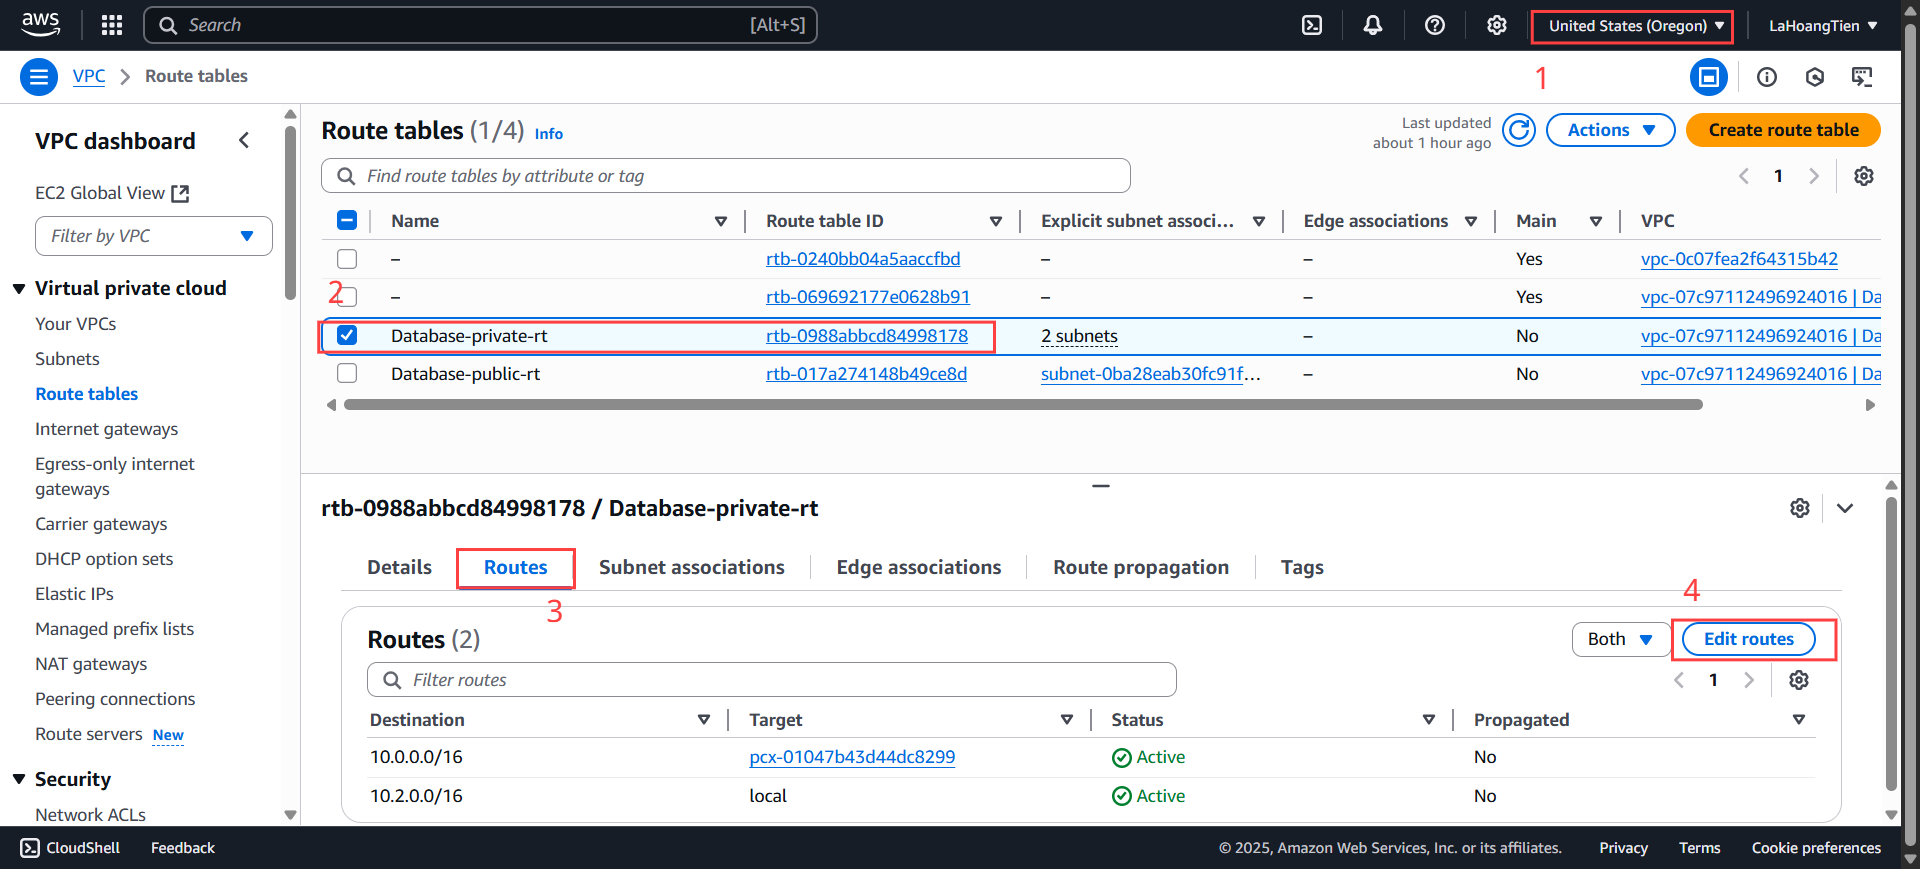 aws
Search [Alt+S]
United States (Oregon)
LaHoangTien
VPC
Route tables
1
VPC dashboard
EC2 Global View
Filter by VPC
Virtual private cloud
Your VPCs
Subnets
Route tables
Internet gateways
Egress-only internet
gateways
Carrier gateways
DHCP option sets
Elastic IPs
Managed prefix lists
NAT gateways
Peering connections
Route servers New
Security
Network ACLs
Route tables (1/4) Info
Last updated
about 1 hour ago
Actions
Create route table
Find route tables by attribute or tag
1
Name Route table ID Explicit subnet associ... Edge associations Main VPC
– rtb-0240bb04a5aaccfbd – – Yes vpc-0c07fea2f64315b42
2
– rtb-069692177e0628b91 – – Yes vpc-07c97112496924016 | Da
Database-private-rt rtb-0988abbcd84998178 2 subnets – No vpc-07c97112496924016 | Da
Database-public-rt rtb-017a274148b49ce8d subnet-0ba28eab30fc91f... – No vpc-07c97112496924016 | Da
rtb-0988abbcd84998178 / Database-private-rt
Details Routes Subnet associations Edge associations Route propagation Tags
3
4
Routes (2)
Both
Edit routes
Filter routes
1
Destination Target Status Propagated
10.0.0.0/16 pcx-01047b43d44dc8299 Active No
10.2.0.0/16 local Active No
CloudShell Feedback
© 2025, Amazon Web Services, Inc. or its affiliates. Privacy Terms Cookie preferences